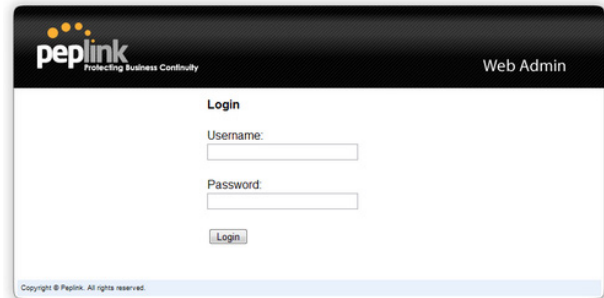 peplink
Protecting Business Continuity
Web Admin
Login
Username:
Password:
Login
Copyright © Peplink. All rights reserved.